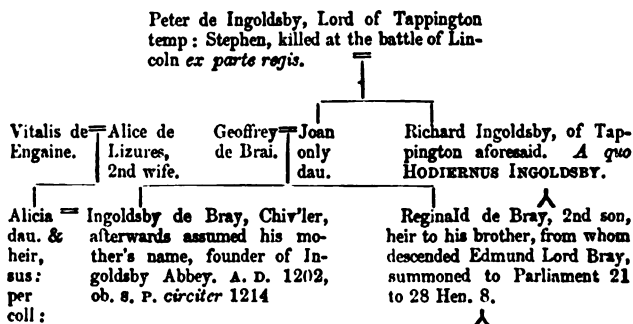 Peter de Ingoldsby, Lord of Tappington
temp : Stephen, killed at the battle of Lin-
coln ex parte regis.
Vitalis de
Engaine.
Alice de
Lizures,
2nd wife.
Geoffrey
de Brai.
Joan
only
dau.
Richard Ingoldsby, of Tap-
pington aforesaid. A quo
HODIERNUS INGOLDSBY.
Alicia
dau. &
heir,
sus:
per
coll :
Ingoldsby de Bray, Chiv'ler,
afterwards assumed his mo-
ther's name, founder of In-
goldsby Abbey. A. D. 1202,
ob. S. P. circiter 1214
Reginald de Bray, 2nd son,
heir to his brother, from whom
descended Edmund Lord Bray,
summoned to Parliament 21
to 28 Hen. 8.